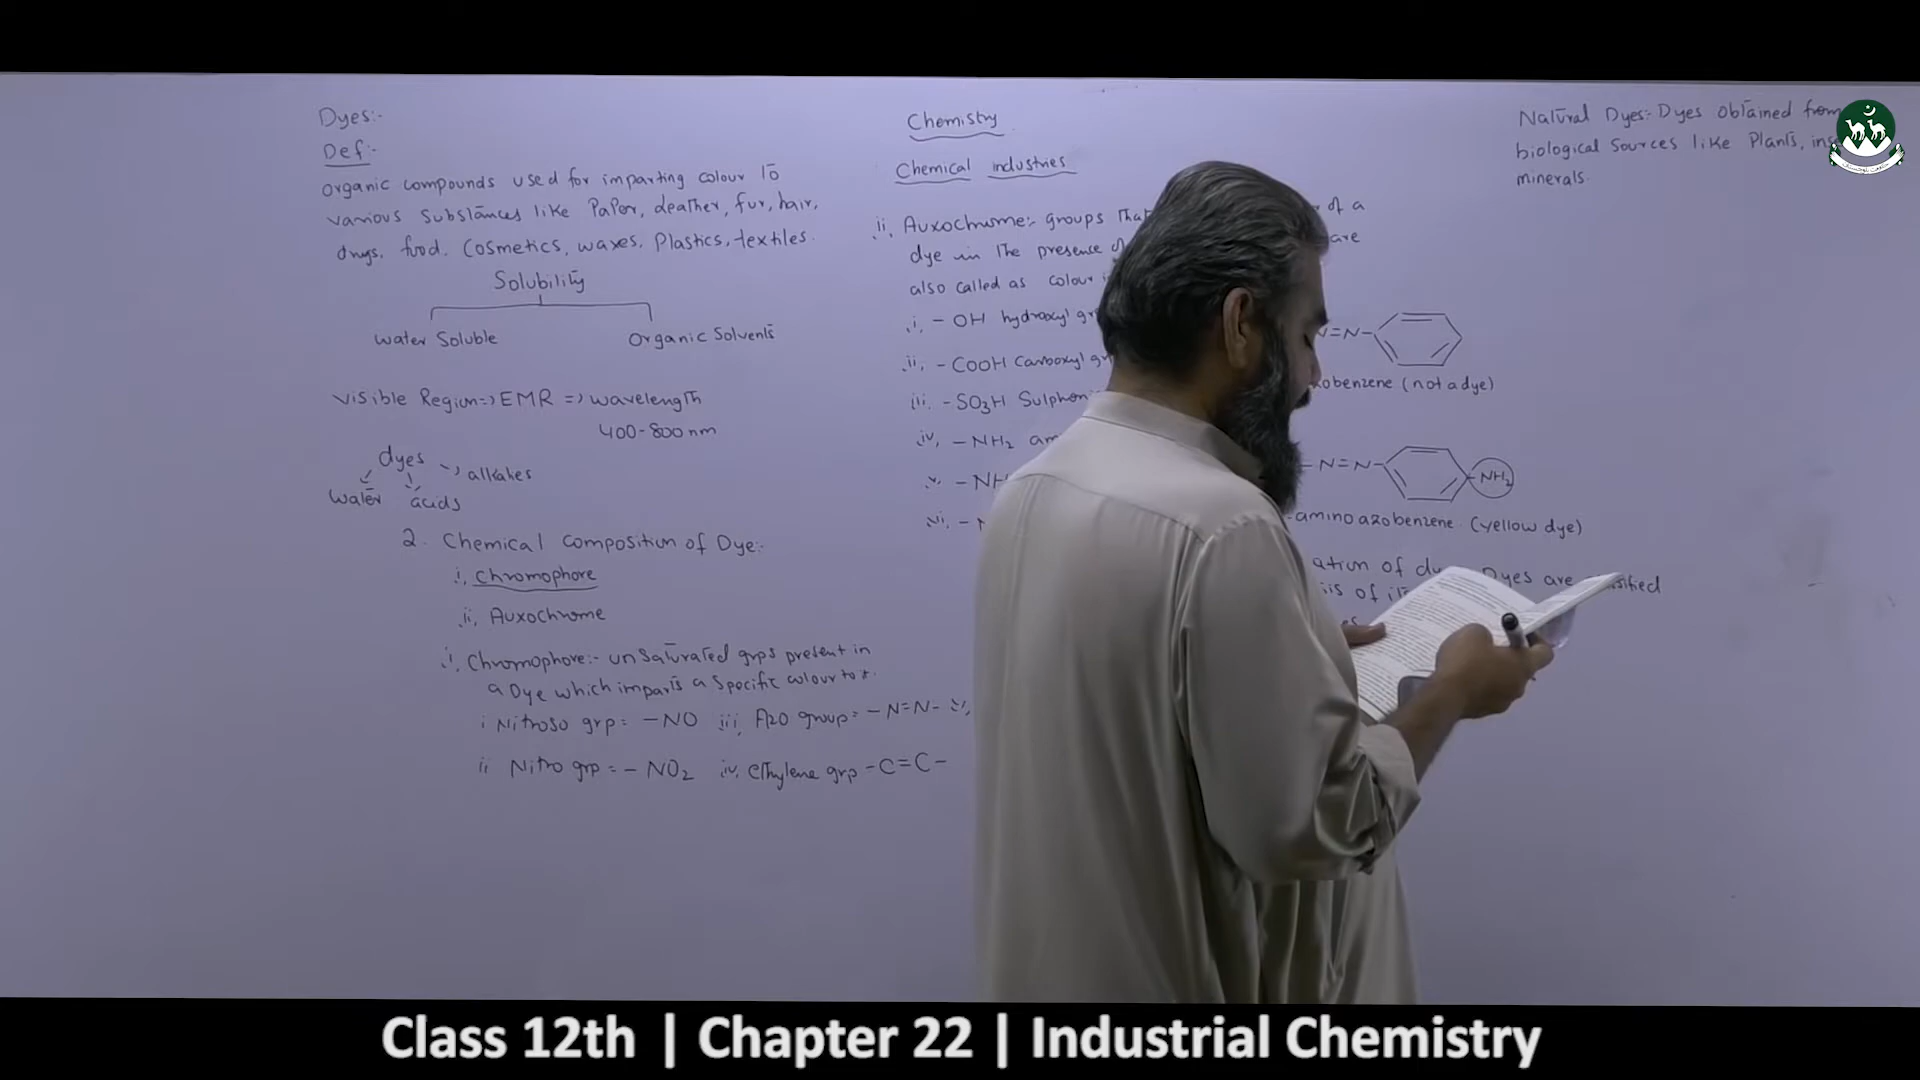 Dyes:-
Def:-
Organic compounds used for imparting colour to
various substances like Paper, leather, fur, hair,
drugs, food, Cosmetics, waxes, Plastics, textiles.
Solubility
Water Soluble
Organic Solvents
Visible Region=> EMR => wavelength
400-800nm
dyes
alkalies
water acids
2. Chemical Composition of Dye:-
i, Chromophore
ii, Auxochrome
i, Chromophore:- unsaturated grps present in
a Dye which imparts a Specific colour to it.
i Nitroso grp = -NO iii, Azo group= -N=N-
ii Nitro grp = - NO2 iv, ethylene grp -C=C-
Chemistry
Chemical industries
ii. Auxochrome:- groups that of a
dye in the presence are
also called as colour
i, - OH hydroxyl
ii, - COOH Carboxyl
iii. - SO3H
iv, - NH2
v, - NH
vi. -
N=N-
(not a dye)
-N=N-
-NH2
-amino azobenzene (yellow dye)
of Dyes are
of
Natural Dyes:- Dyes obtained from
biological Sources like Plants,
minerals.
Class 12th | Chapter 22 | Industrial Chemistry